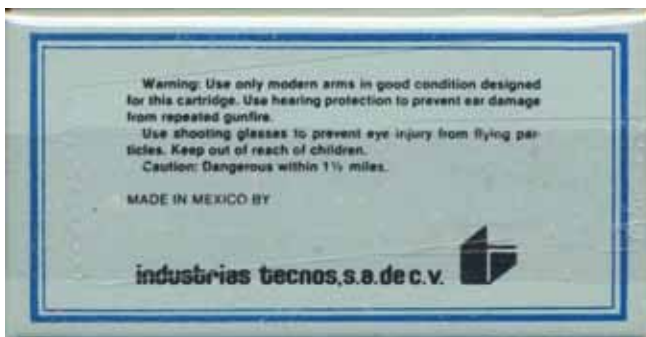 Warning: Use only modern arms in good condition designed
for this cartridge. Use hearing protection to prevent ear damage
from repeated gunfire.
Use shooting glasses to prevent eye injury from flying par-
ticles. Keep out of reach of children.
Caution: Dangerous within 1½ miles.
MADE IN MEXICO BY
industrias tecnos,s.a.de c.v.